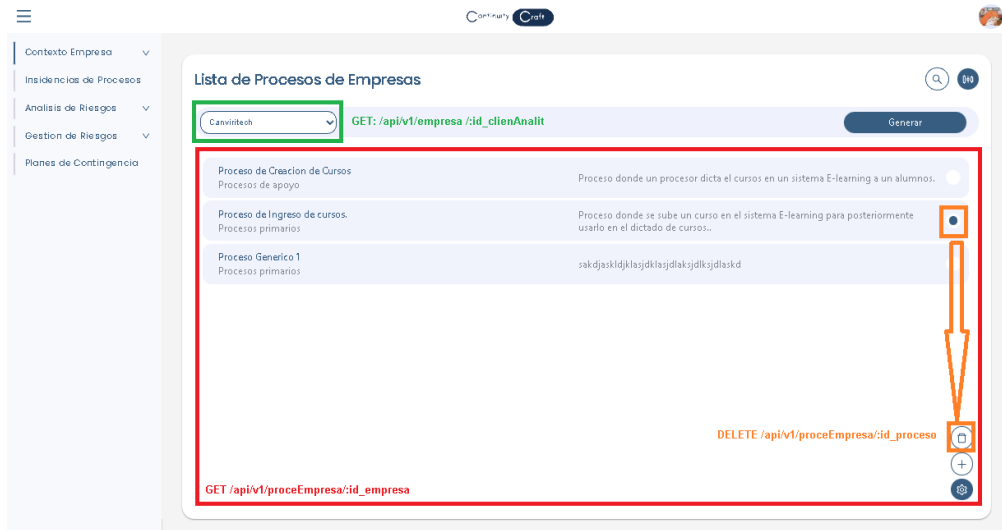 Continuity Craft
Contexto Empresa
Insidencias de Procesos
Analisis de Riesgos
Gestion de Riesgos
Planes de Contingencia
Lista de Procesos de Empresas
Canviritech
GET: /api/v1/empresa /:id_clienAnalit
Generar
Proceso de Creacion de Cursos
Procesos de apoyo
Proceso donde un procesor dicta el cursos en un sistema E-learning a un alumnos.
Proceso de Ingreso de cursos.
Procesos primarios
Proceso donde se sube un curso en el sistema E-learning para posteriormente
usarlo en el dictado de cursos..
Proceso Generico 1
Procesos primarios
sakdjaskldjklasjdklasjdlaksjdlksjdlaskd
DELETE /api/v1/proceEmpresa/:id_proceso
GET /api/v1/proceEmpresa/:id_empresa